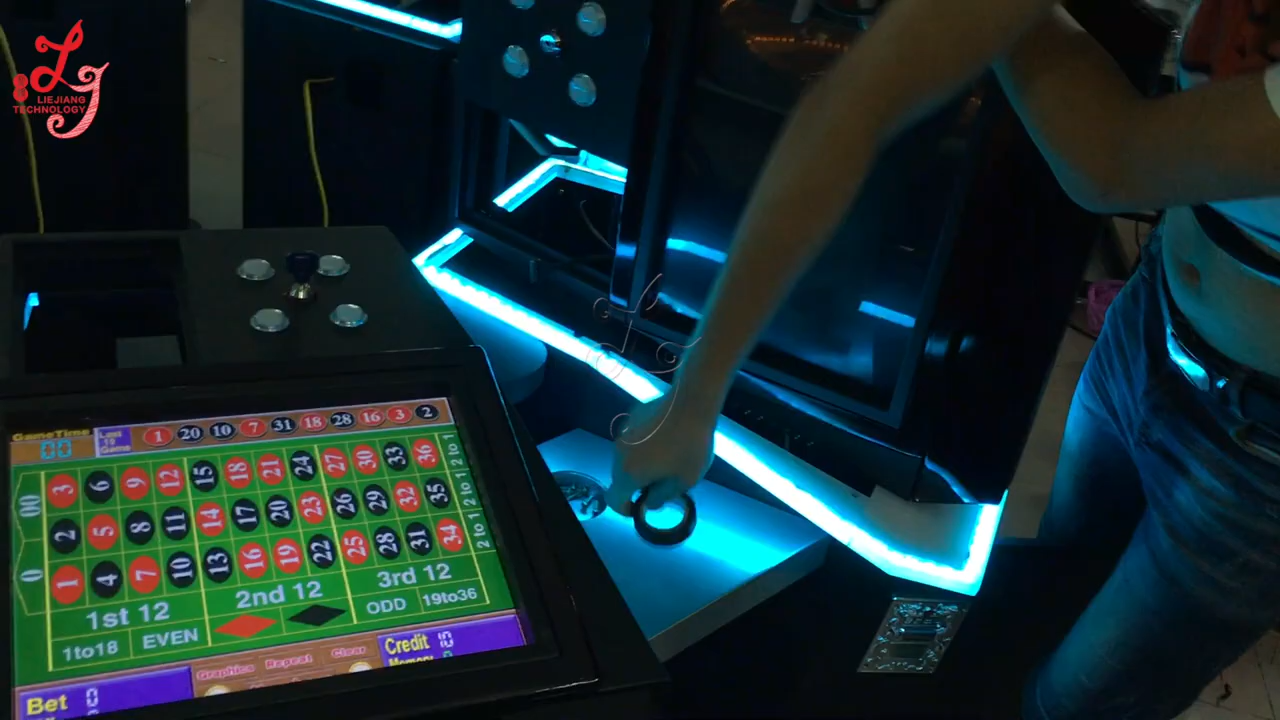 LJ
LIEJIANG
TECHNOLOGY
GameTime
00
Last
19
Game
1 20 10 7 31 18 28 16 3 2
00 3 6 9 12 15 18 21 24 27 30 33 36 2 to 1
2 5 8 11 14 17 20 23 26 29 32 35 2 to 1
0 1 4 7 10 13 16 19 22 25 28 31 34 2 to 1
1st 12 2nd 12 3rd 12
1to18 EVEN ODD 19to36
Graphics Repeat Clear
Credit 10
Memory
Bet 0